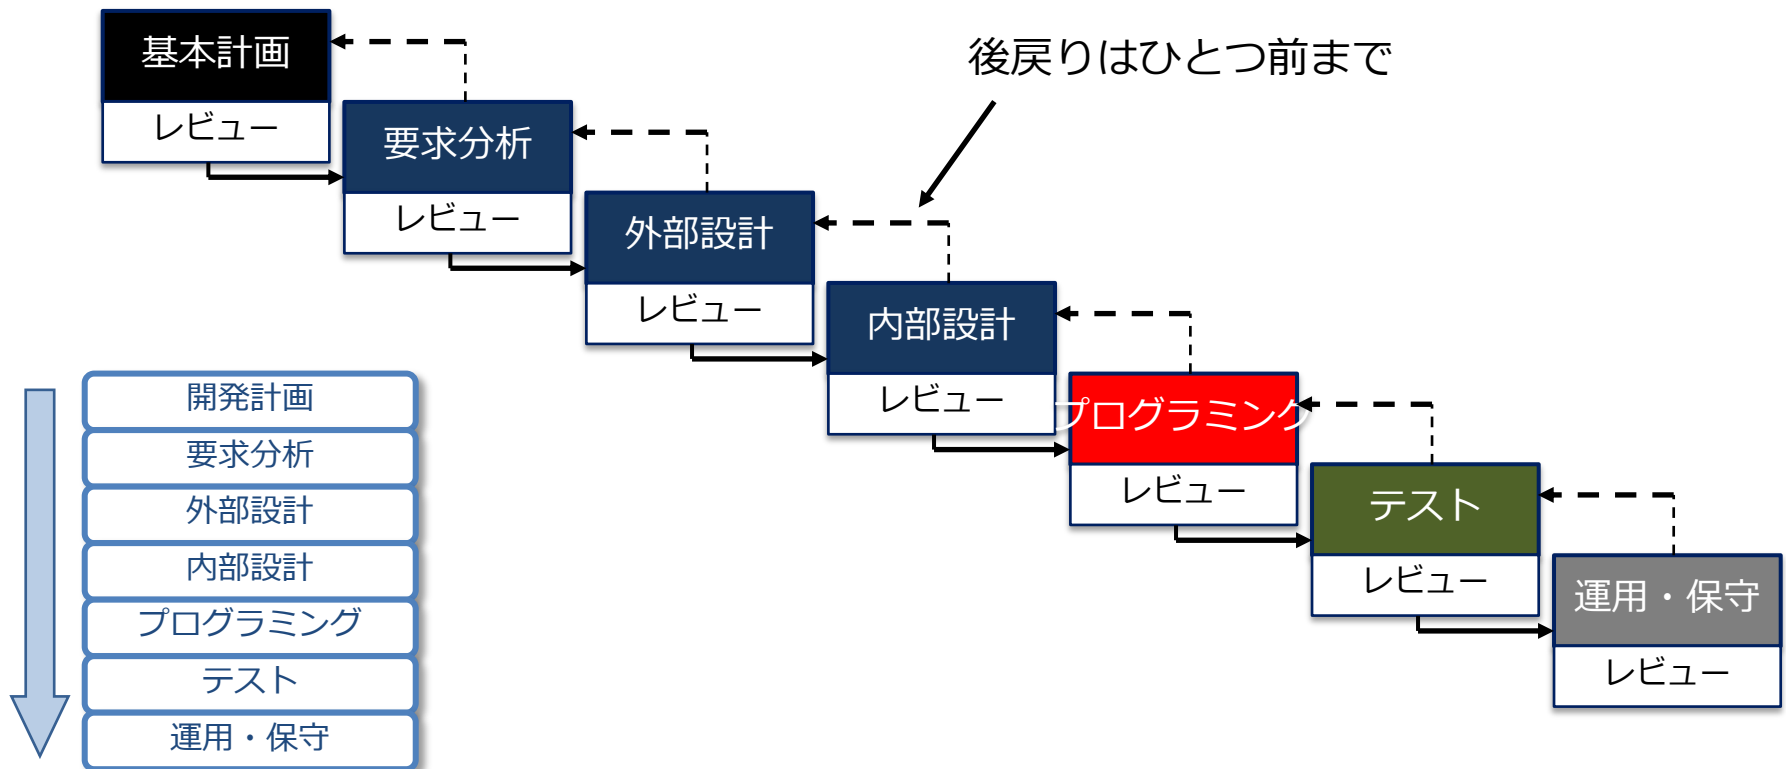 基本計画
レビュー
後戻りはひとつ前まで
要求分析
レビュー
外部設計
レビュー
内部設計
レビュー
プログラミング
レビュー
テスト
レビュー
運用・保守
レビュー
開発計画
要求分析
外部設計
内部設計
プログラミング
テスト
運用・保守